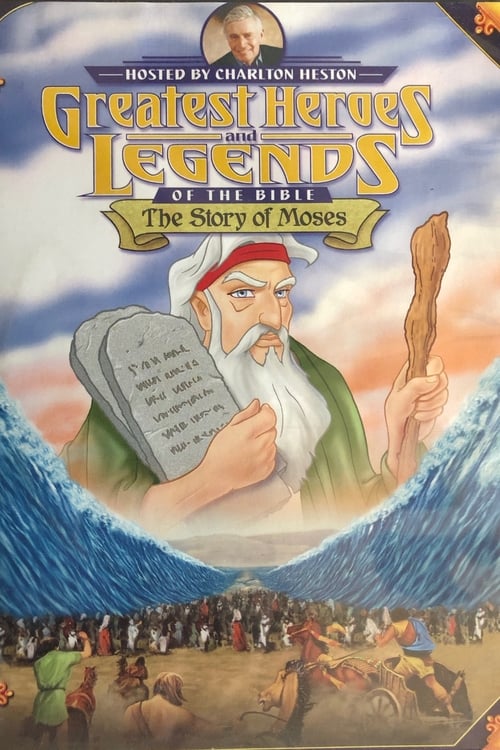 HOSTED BY CHARLTON HESTON
GREATEST HEROES
and
LEGENDS
OF THE BIBLE
The Story of Moses